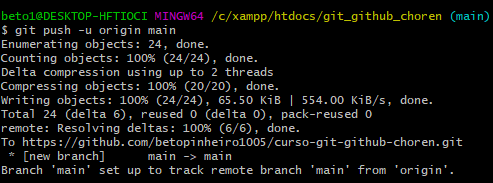 beto1@DESKTOP-HFTIOCI MINGW64 /c/xampp/htdocs/git_github_choren (main)
$ git push -u origin main
Enumerating objects: 24, done.
Counting objects: 100% (24/24), done.
Delta compression using up to 2 threads
Compressing objects: 100% (20/20), done.
Writing objects: 100% (24/24), 65.50 KiB | 554.00 KiB/s, done.
Total 24 (delta 6), reused 0 (delta 0), pack-reused 0
remote: Resolving deltas: 100% (6/6), done.
To https://github.com/betopinheiro1005/curso-git-github-choren.git
 * [new branch]      main -> main
Branch 'main' set up to track remote branch 'main' from 'origin'.